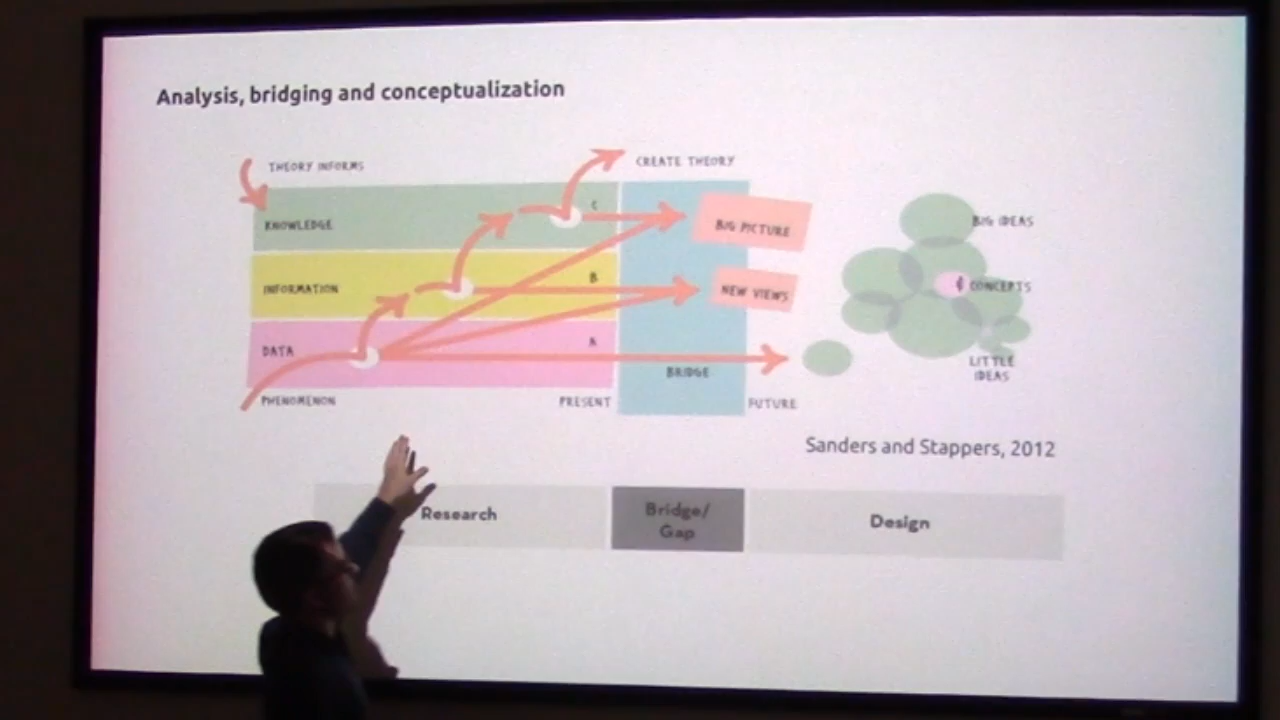 Analysis, bridging and conceptualization
THEORY INFORMS
CREATE THEORY
KNOWLEDGE
C
BIG PICTURE
BIG IDEAS
INFORMATION
B
NEW VIEWS
CONCEPTS
DATA
A
BRIDGE
LITTLE
IDEAS
PHENOMENON
PRESENT
FUTURE
Sanders and Stappers, 2012
Research
Bridge/
Gap
Design